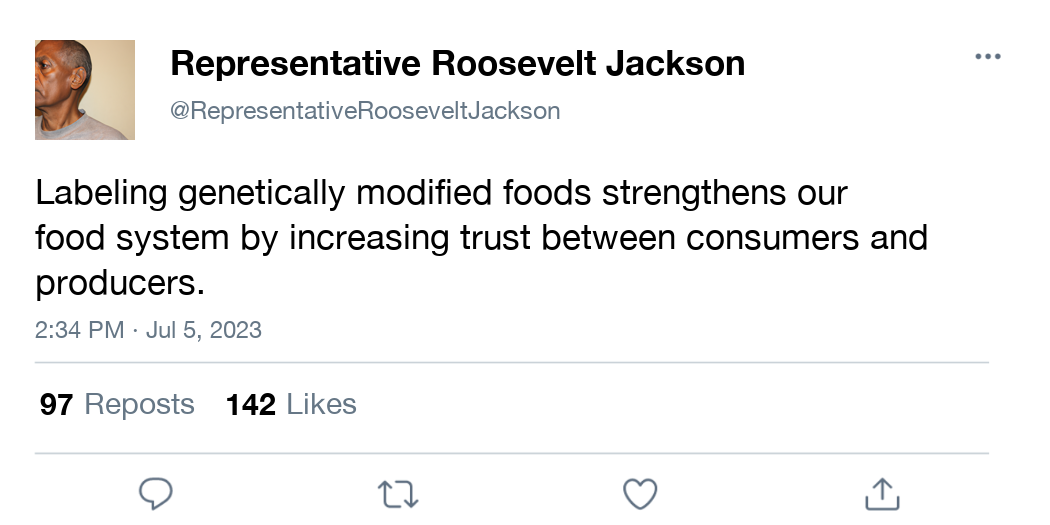 Representative Roosevelt Jackson
@RepresentativeRooseveltJackson
Labeling genetically modified foods strengthens our
food system by increasing trust between consumers and
producers.
2:34 PM · Jul 5, 2023
97 Reposts 142 Likes